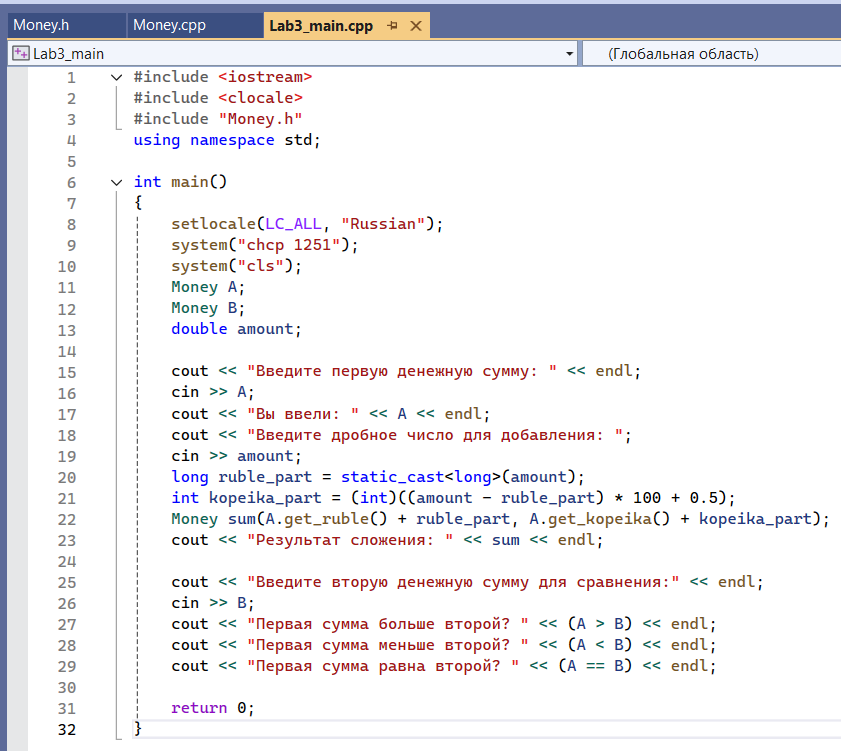 Money.h Money.cpp Lab3_main.cpp
Lab3_main (Глобальная область)
1 #include <iostream>
2 #include <clocale>
3 #include "Money.h"
4 using namespace std;
5
6 int main()
7 {
8 setlocale(LC_ALL, "Russian");
9 system("chcp 1251");
10 system("cls");
11 Money A;
12 Money B;
13 double amount;
14
15 cout << "Введите первую денежную сумму: " << endl;
16 cin >> A;
17 cout << "Вы ввели: " << A << endl;
18 cout << "Введите дробное число для добавления: ";
19 cin >> amount;
20 long ruble_part = static_cast<long>(amount);
21 int kopeika_part = (int)((amount - ruble_part) * 100 + 0.5);
22 Money sum(A.get_ruble() + ruble_part, A.get_kopeika() + kopeika_part);
23 cout << "Результат сложения: " << sum << endl;
24
25 cout << "Введите вторую денежную сумму для сравнения:" << endl;
26 cin >> B;
27 cout << "Первая сумма больше второй? " << (A > B) << endl;
28 cout << "Первая сумма меньше второй? " << (A < B) << endl;
29 cout << "Первая сумма равна второй? " << (A == B) << endl;
30
31 return 0;
32 }